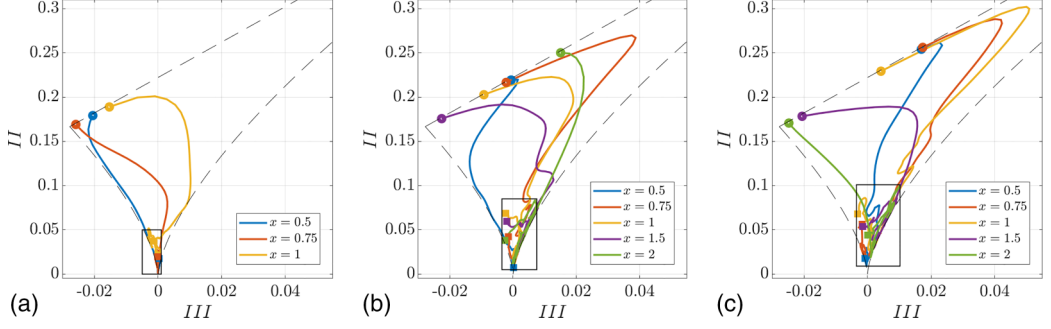 0.3
0.25
0.2
0.15
0.1
0.05
0
II
x = 0.5
x = 0.75
x = 1
-0.02 0 0.02 0.04
(a)
III
0.3
0.25
0.2
0.15
0.1
0.05
0
II
x = 0.5
x = 0.75
x = 1
x = 1.5
x = 2
-0.02 0 0.02 0.04
(b)
III
0.3
0.25
0.2
0.15
0.1
0.05
0
II
x = 0.5
x = 0.75
x = 1
x = 1.5
x = 2
-0.02 0 0.02 0.04
(c)
III